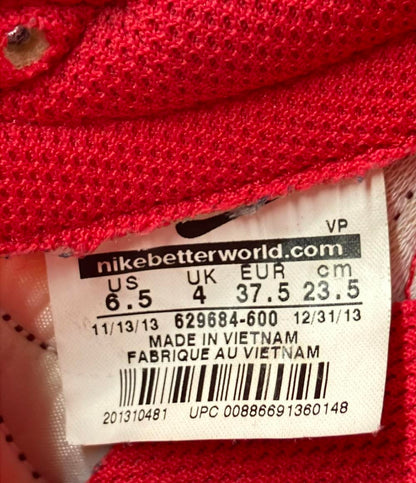 VP
nikebetterworld.com
US UK EUR cm
6.5 4 37.5 23.5
11/13/13 629684-600 12/31/13
MADE IN VIETNAM
FABRIQUE AU VIETNAM
201310481 UPC 00886691360148